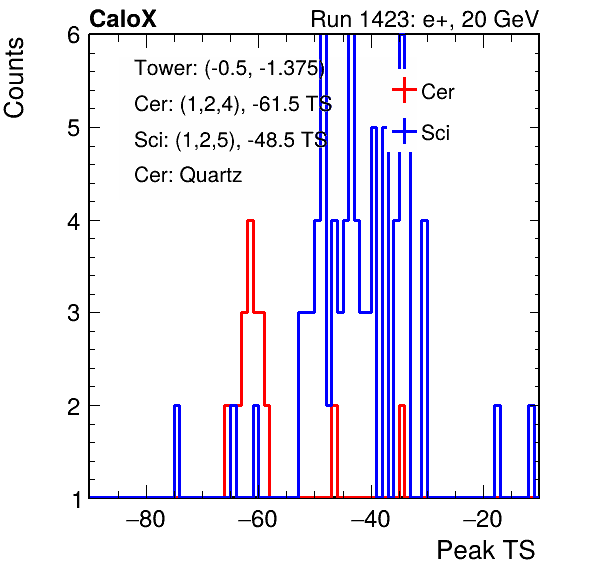 CaloX
Run 1423: e+, 20 GeV
Counts
6
5
4
3
2
1
Tower: (-0.5, -1.375)
Cer: (1,2,4), -61.5 TS
Sci: (1,2,5), -48.5 TS
Cer: Quartz
Cer
Sci
−80
−60
−40
−20
Peak TS